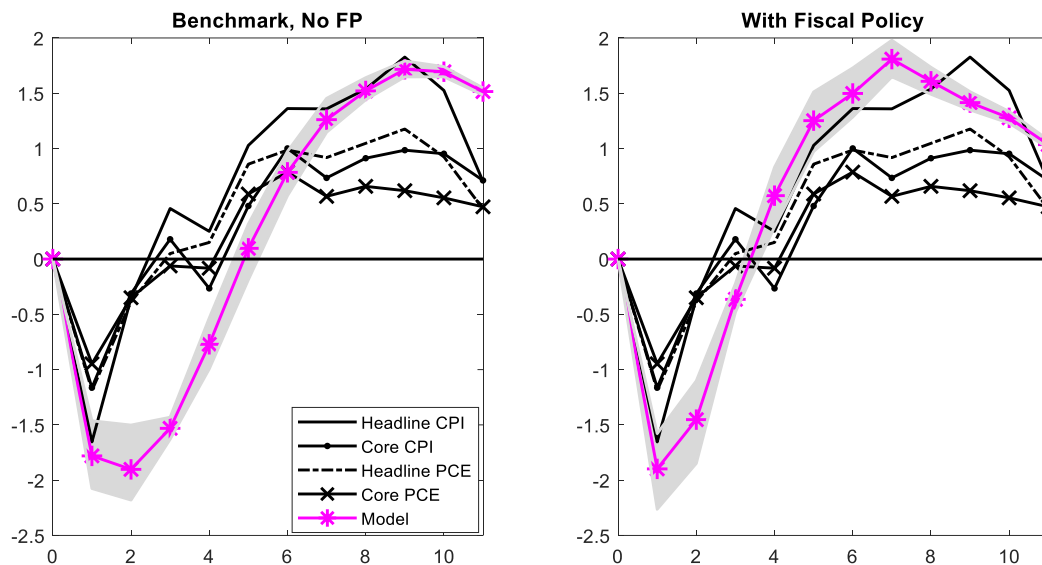 Benchmark, No FP
2
1.5
1
0.5
0
-0.5
-1
-1.5
-2
-2.5
0 2 4 6 8 10
Headline CPI
Core CPI
Headline PCE
Core PCE
Model
With Fiscal Policy
2
1.5
1
0.5
0
-0.5
-1
-1.5
-2
-2.5
0 2 4 6 8 10